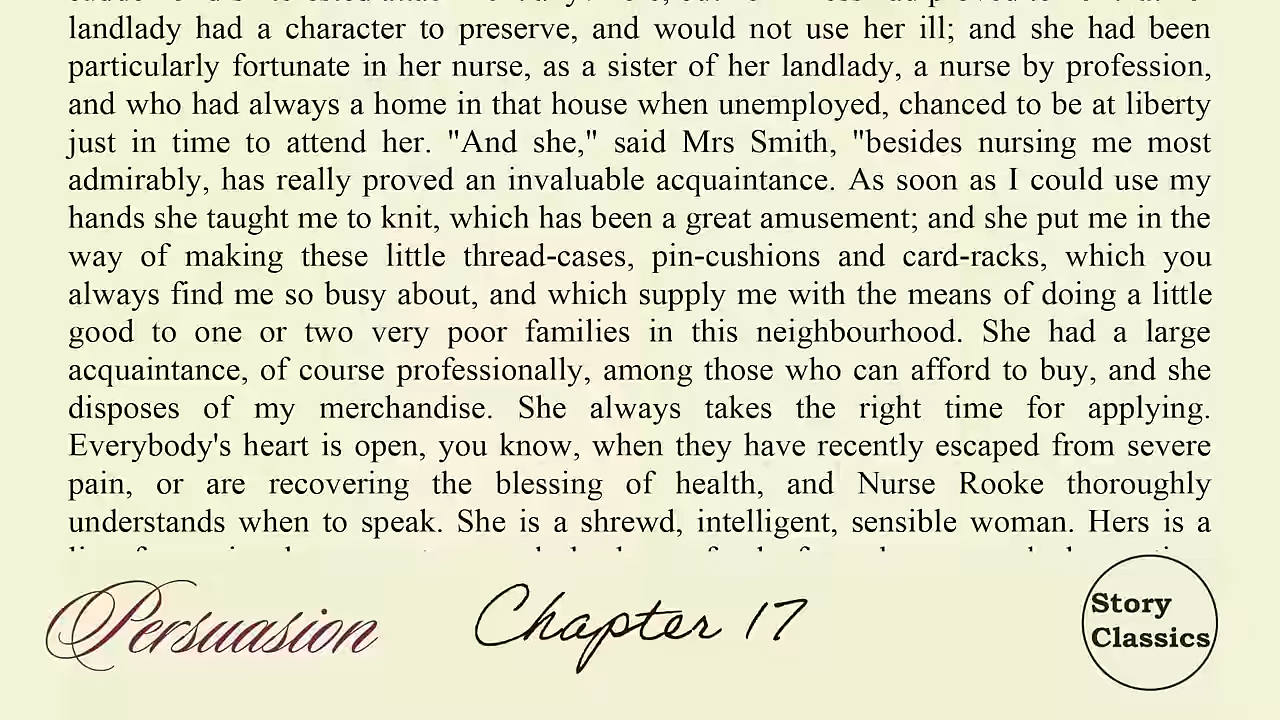 landlady had a character to preserve, and would not use her ill; and she had been
particularly fortunate in her nurse, as a sister of her landlady, a nurse by profession,
and who had always a home in that house when unemployed, chanced to be at liberty
just in time to attend her. "And she," said Mrs Smith, "besides nursing me most
admirably, has really proved an invaluable acquaintance. As soon as I could use my
hands she taught me to knit, which has been a great amusement; and she put me in the
way of making these little thread-cases, pin-cushions and card-racks, which you
always find me so busy about, and which supply me with the means of doing a little
good to one or two very poor families in this neighbourhood. She had a large
acquaintance, of course professionally, among those who can afford to buy, and she
disposes of my merchandise. She always takes the right time for applying.
Everybody's heart is open, you know, when they have recently escaped from severe
pain, or are recovering the blessing of health, and Nurse Rooke thoroughly
understands when to speak. She is a shrewd, intelligent, sensible woman. Hers is a
Persuasion
Chapter 17
Story
Classics